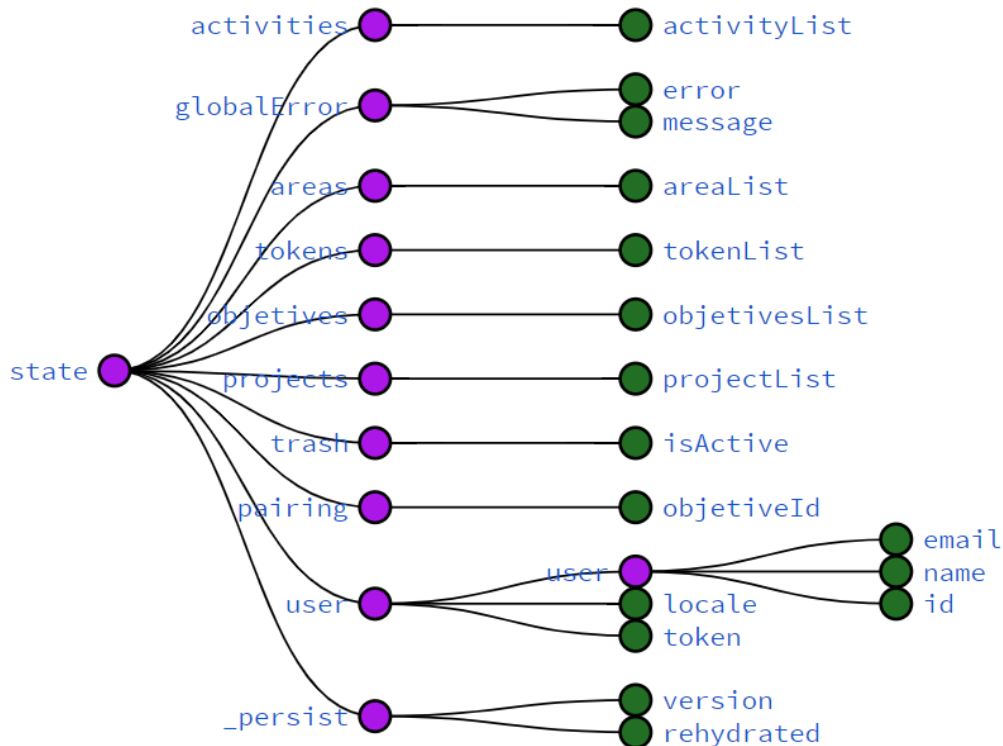 activities
activityList
globalError
error
message
areas
areaList
tokens
tokenList
objetives
objetivesList
state
projects
projectList
trash
isActive
pairing
objetiveId
user
user
email
name
id
locale
token
_persist
version
rehydrated